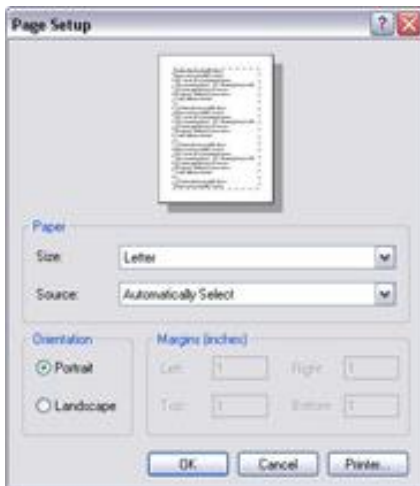 Page Setup
Paper
Size: Letter
Source: Automatically Select
Orientation
Portrait
Landscape
Margins (inches)
Left: 1 Right: 1
Top: 1 Bottom: 1
OK Cancel Printer...